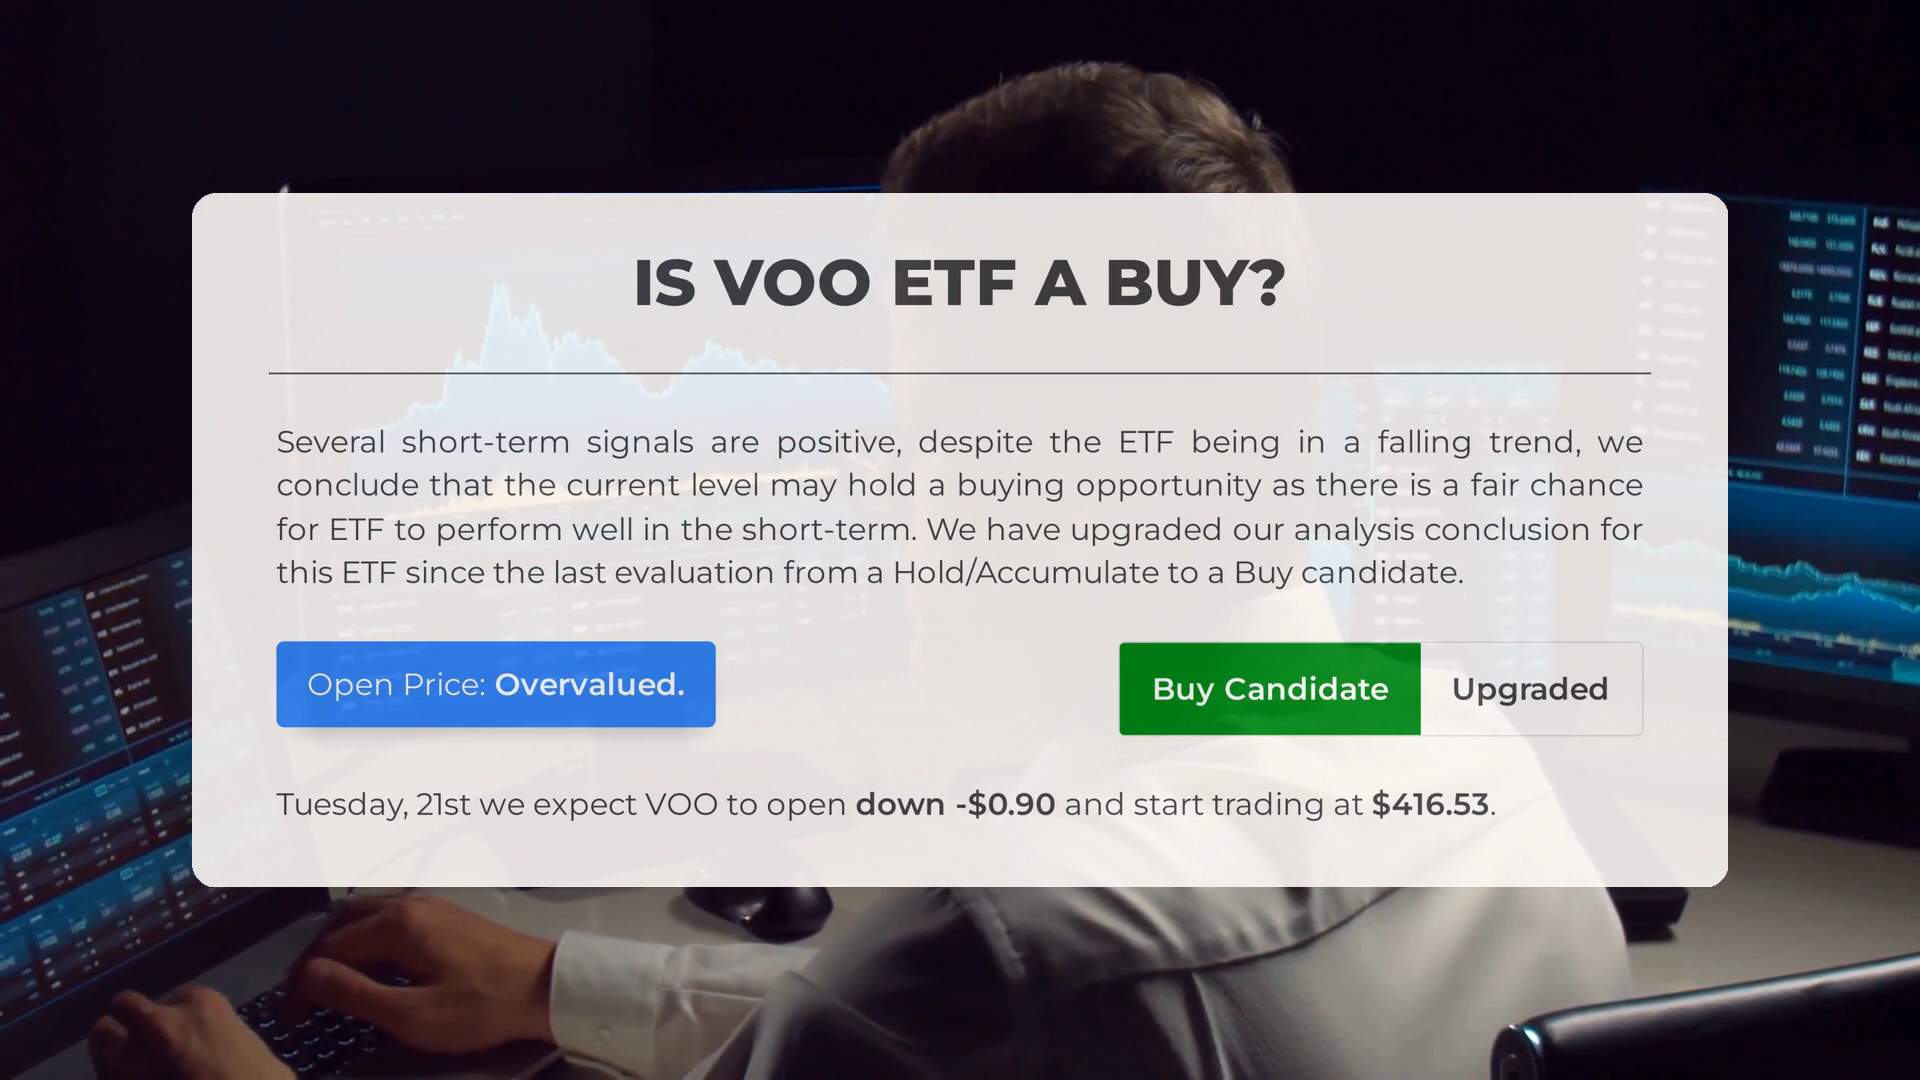 IS VOO ETF A BUY?
Several short-term signals are positive, despite the ETF being in a falling trend, we
conclude that the current level may hold a buying opportunity as there is a fair chance
for ETF to perform well in the short-term. We have upgraded our analysis conclusion for
this ETF since the last evaluation from a Hold/Accumulate to a Buy candidate.
Open Price: Overvalued.
Buy Candidate Upgraded
Tuesday, 21st we expect VOO to open down -$0.90 and start trading at $416.53.